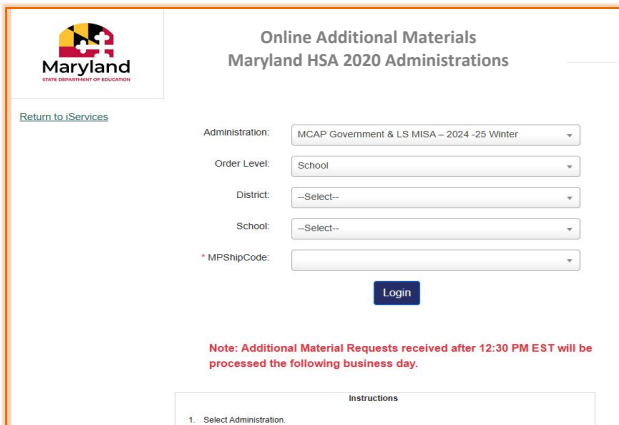 Maryland
STATE DEPARTMENT OF EDUCATION
Online Additional Materials
Maryland HSA 2020 Administrations
Return to iServices
Administration: MCAP Government & LS MISA – 2024 -25 Winter
Order Level: School
District: --Select--
School: --Select--
* MPShipCode:
Login
Note: Additional Material Requests received after 12:30 PM EST will be
processed the following business day.
Instructions
1. Select Administration.